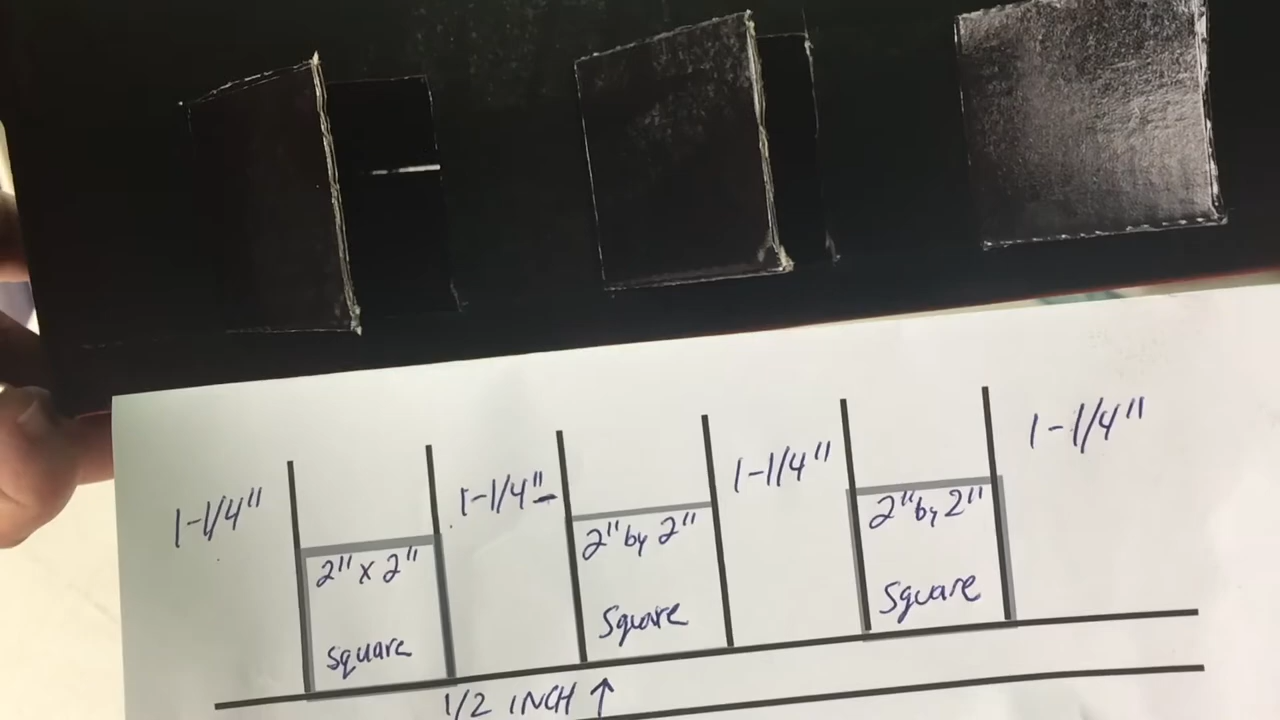 1-1/4"
1-1/4"
1-1/4"
1-1/4"
2" x 2"
square
2" by 2"
Square
2" by 2"
Square
1/2 INCH ↑